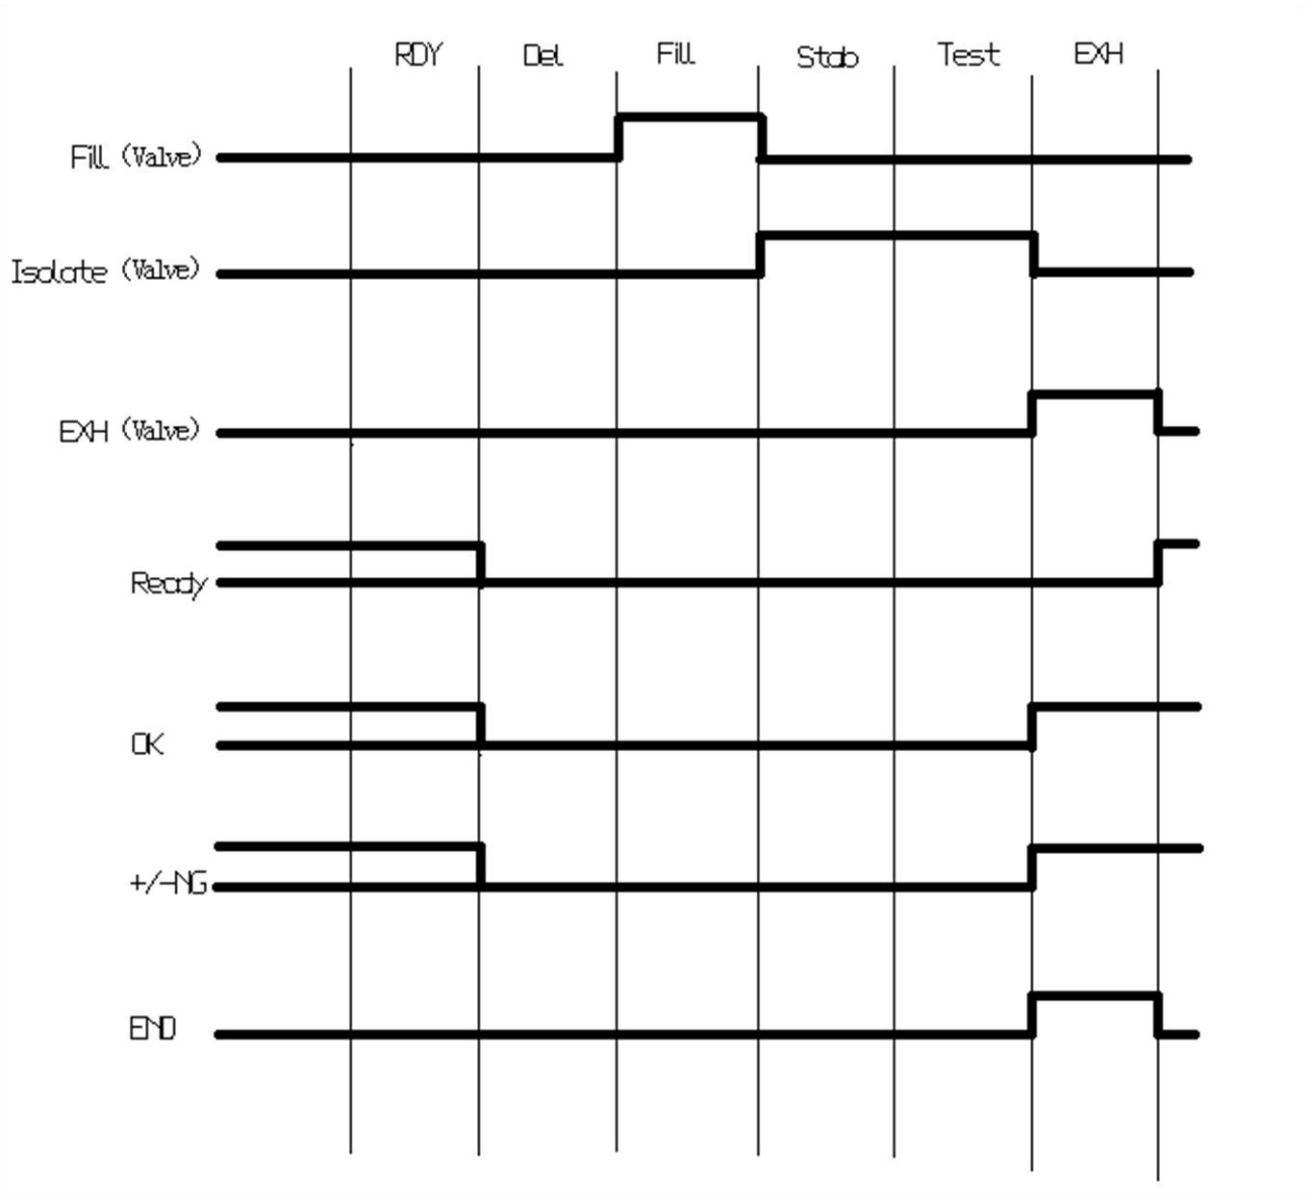 RDY Del Fill Stab Test EXH
Fill (Valve)
Isolate (Valve)
EXH (Valve)
Ready
OK
+/-NG
END